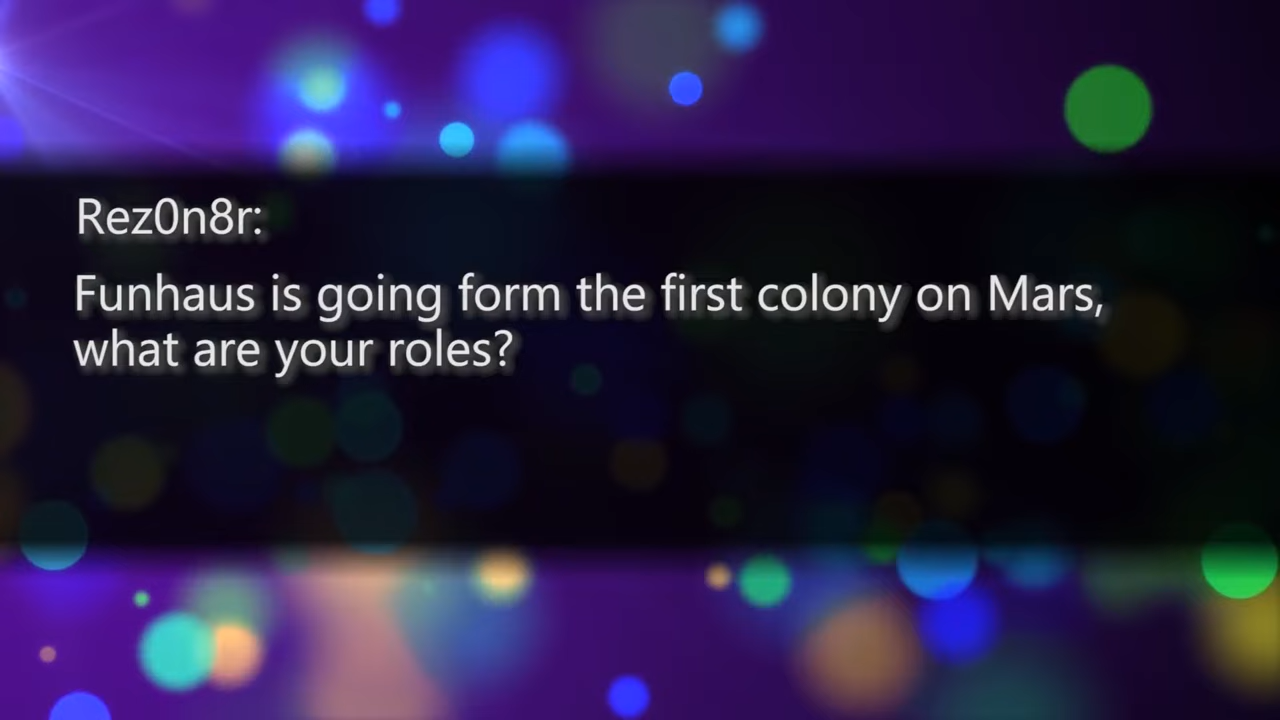 Rez0n8r:
Funhaus is going form the first colony on Mars,
what are your roles?